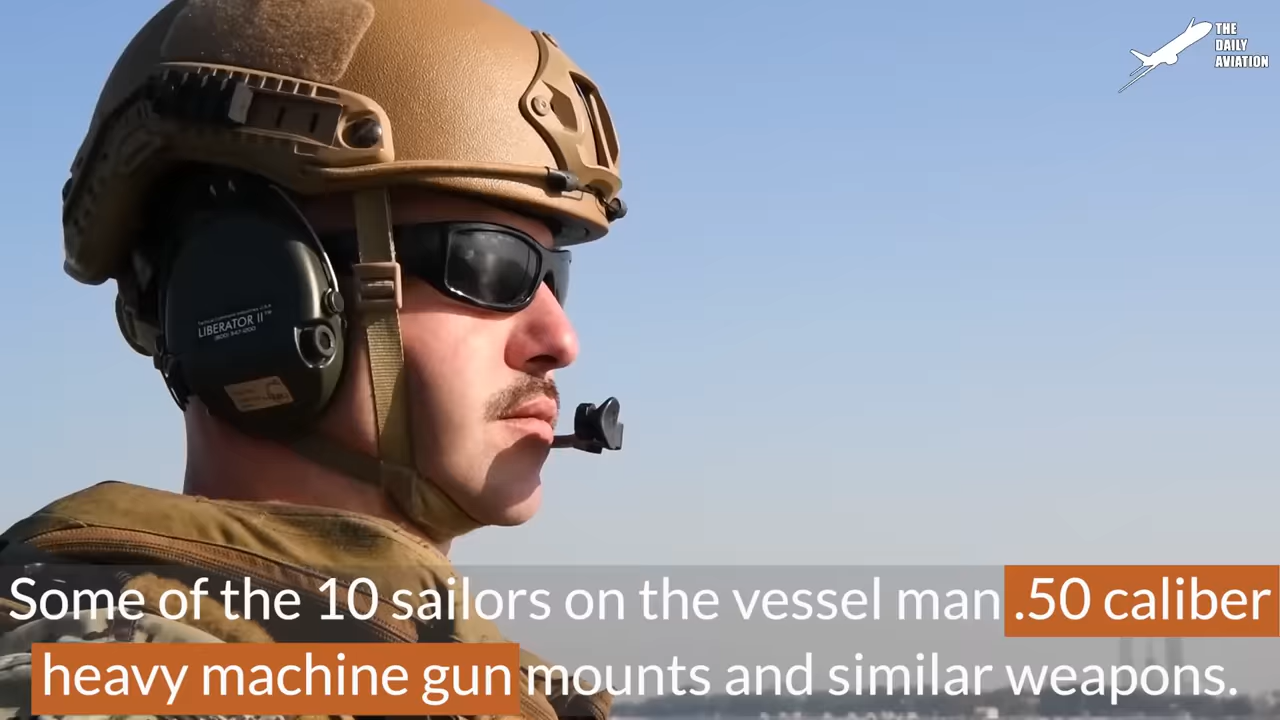 THE
DAILY
AVIATION
LIBERATOR II™
Some of the 10 sailors on the vessel man .50 caliber
heavy machine gun mounts and similar weapons.